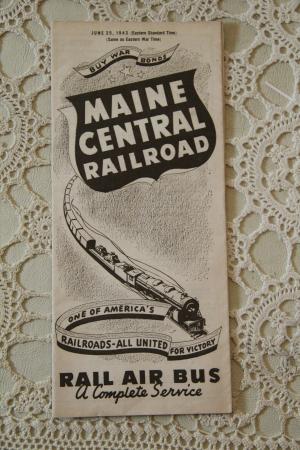 JUNE 25, 1943 (Eastern Standard Time)
(Same as Eastern War Time)
BUY WAR BONDS
MAINE
CENTRAL
RAILROAD
ONE OF AMERICA'S
RAILROADS-ALL UNITED
FOR VICTORY
RAIL AIR BUS
A Complete Service